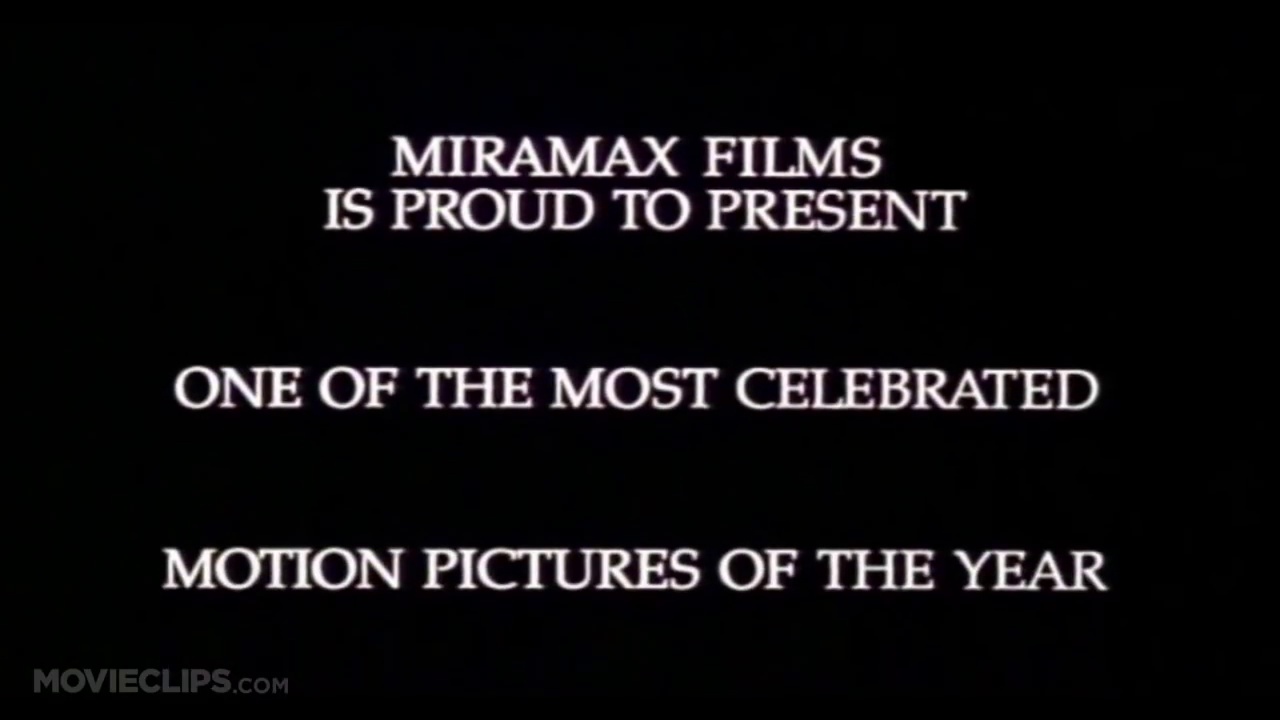 MIRAMAX FILMS
IS PROUD TO PRESENT
ONE OF THE MOST CELEBRATED
MOTION PICTURES OF THE YEAR
MOVIECLIPS.COM